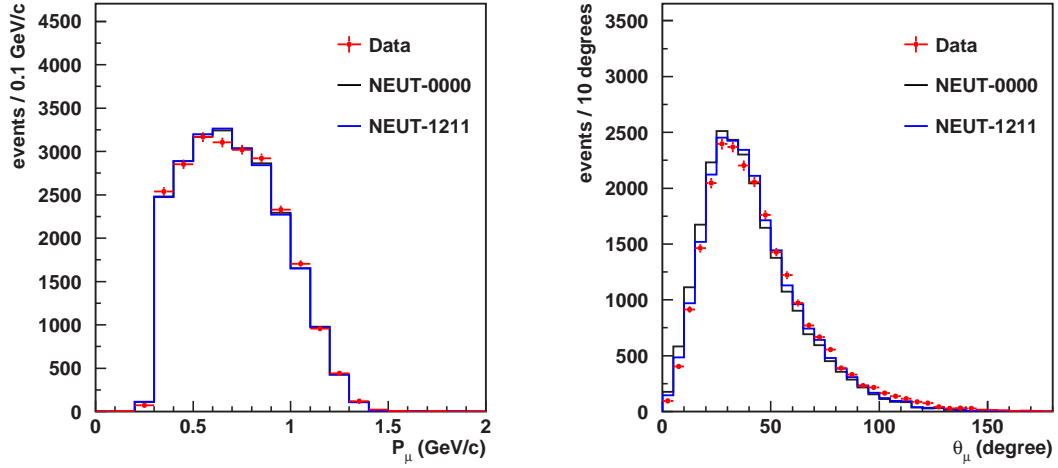 events / 0.1 GeV/c
4500
4000
3500
3000
2500
2000
1500
1000
500
0
Data
NEUT-0000
NEUT-1211
0 0.5 1 1.5 2
P_μ (GeV/c)
events / 10 degrees
3500
3000
2500
2000
1500
1000
500
0
Data
NEUT-0000
NEUT-1211
0 50 100 150
θ_μ (degree)